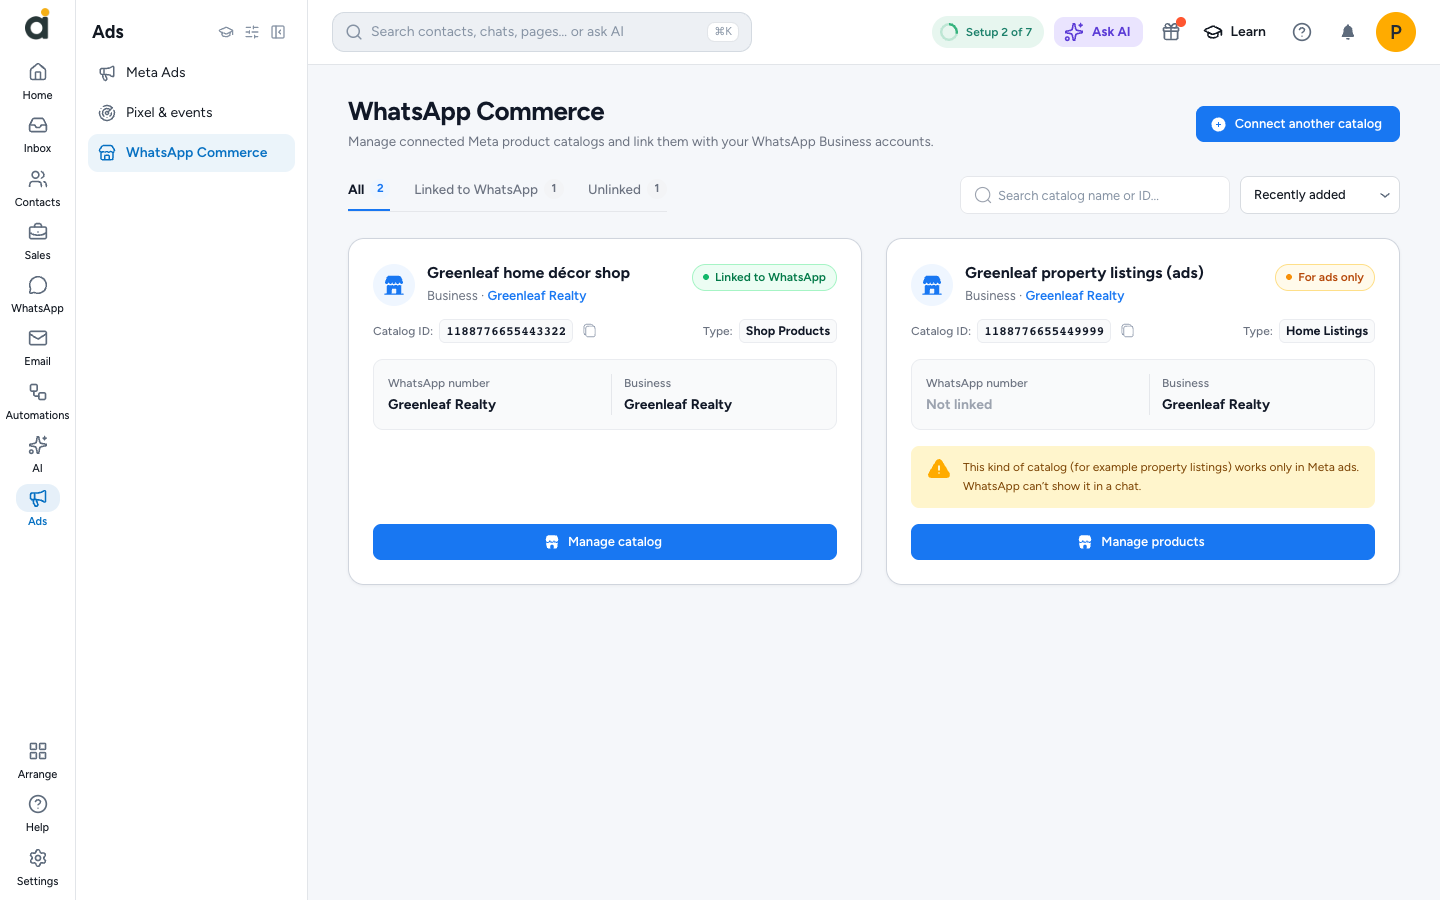 Ads
Search contacts, chats, pages... or ask AI
⌘K
Setup 2 of 7
Ask AI
Learn
P
Home
Inbox
Contacts
Sales
WhatsApp
Email
Automations
AI
Ads
Arrange
Help
Settings
Meta Ads
Pixel & events
WhatsApp Commerce
WhatsApp Commerce
Manage connected Meta product catalogs and link them with your WhatsApp Business accounts.
Connect another catalog
All 2
Linked to WhatsApp 1
Unlinked 1
Search catalog name or ID...
Recently added
Greenleaf home décor shop
Business · Greenleaf Realty
Linked to WhatsApp
Catalog ID: 1188776655443322
Type: Shop Products
WhatsApp number
Greenleaf Realty
Business
Greenleaf Realty
Manage catalog
Greenleaf property listings (ads)
Business · Greenleaf Realty
For ads only
Catalog ID: 1188776655449999
Type: Home Listings
WhatsApp number
Not linked
Business
Greenleaf Realty
This kind of catalog (for example property listings) works only in Meta ads.
WhatsApp can't show it in a chat.
Manage products